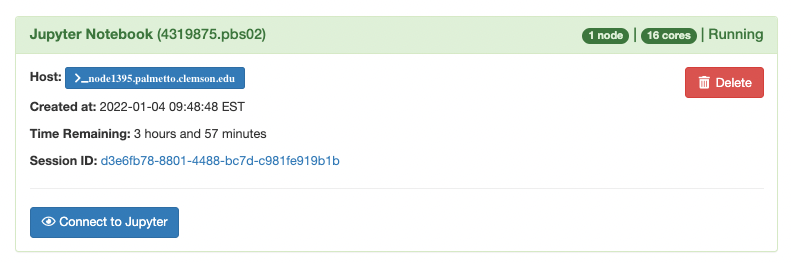 Jupyter Notebook (4319875.pbs02) 1 node | 16 cores | Running
Host: >_node1395.palmetto.clemson.edu Delete
Created at: 2022-01-04 09:48:48 EST
Time Remaining: 3 hours and 57 minutes
Session ID: d3e6fb78-8801-4488-bc7d-c981fe919b1b
Connect to Jupyter